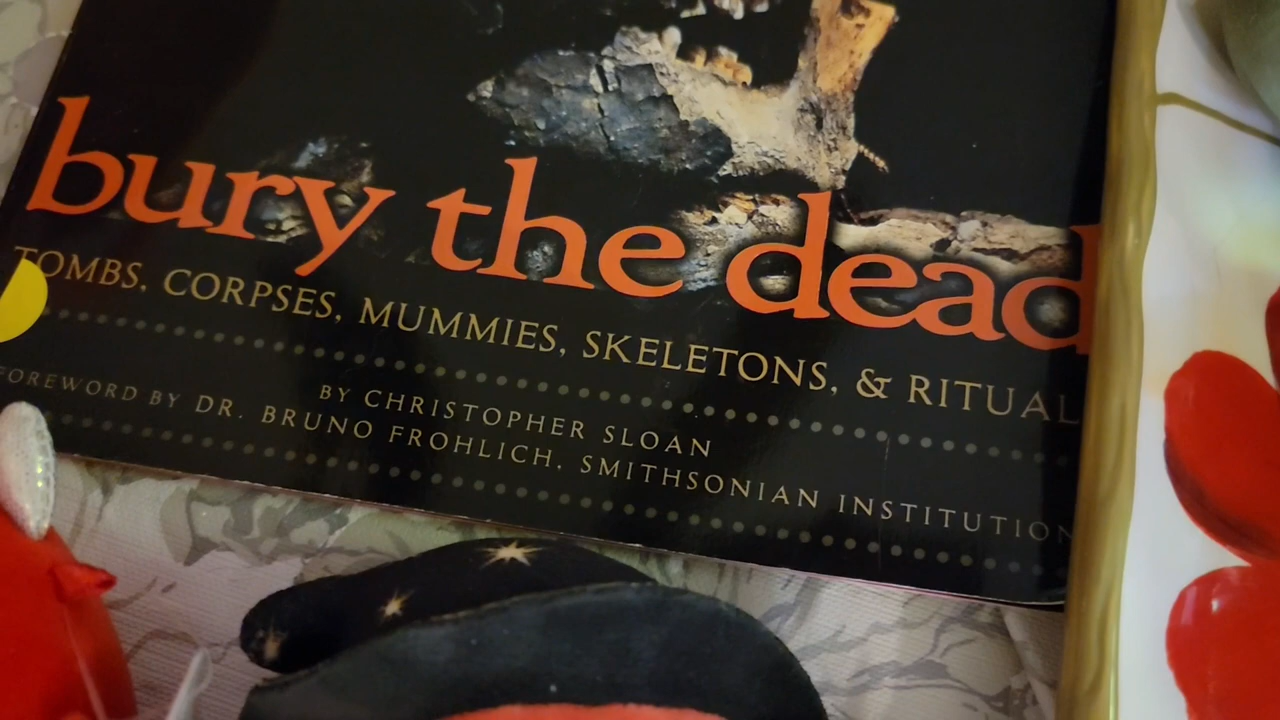 bury the dead
TOMBS, CORPSES, MUMMIES, SKELETONS, & RITUAL
BY CHRISTOPHER SLOAN
FOREWORD BY DR. BRUNO FROHLICH, SMITHSONIAN INSTITUTION